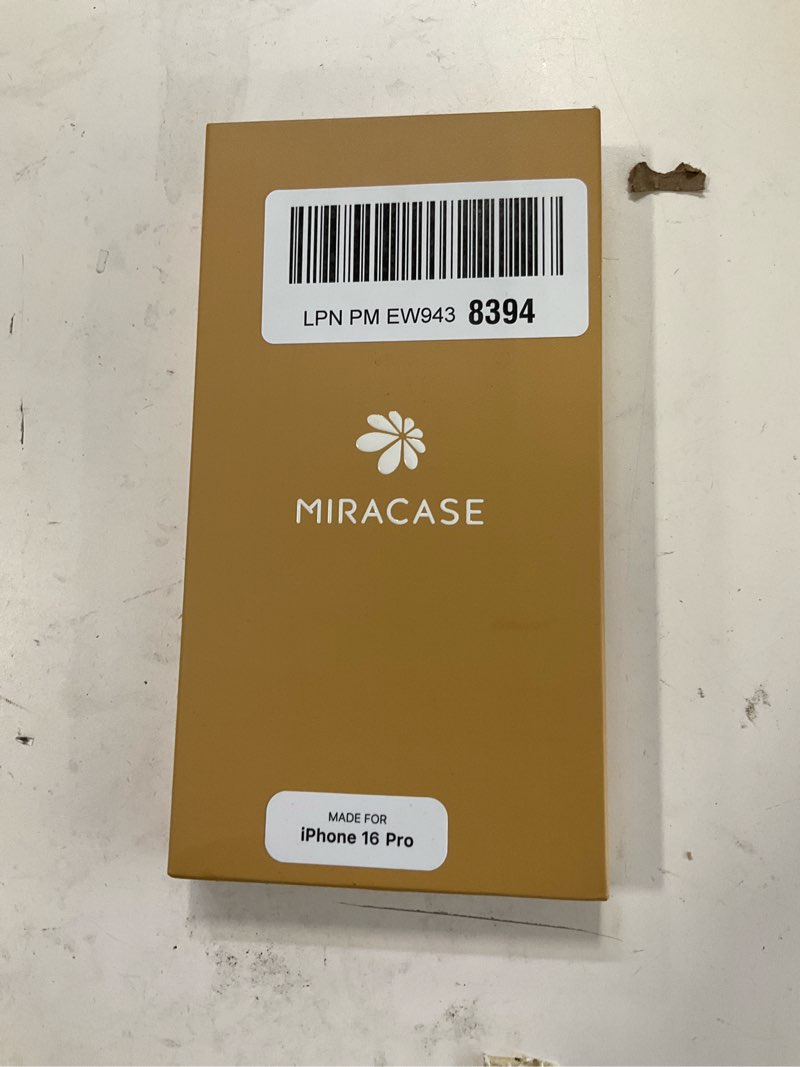 LPN PM EW943 8394
MIRACASE
MADE FOR
iPhone 16 Pro